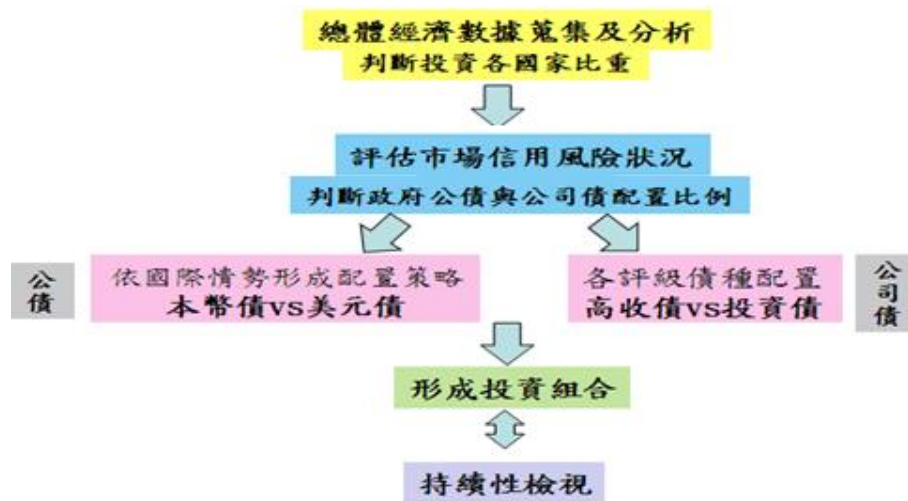 總體經濟數據蒐集及分析
判斷投資各國家比重
評估市場信用風險狀況
判斷政府公債與公司債配置比例
公債
依國際情勢形成配置策略
本幣債VS美元債
各評級債種配置
高收債VS投資債
公司債
形成投資組合
持續性檢視